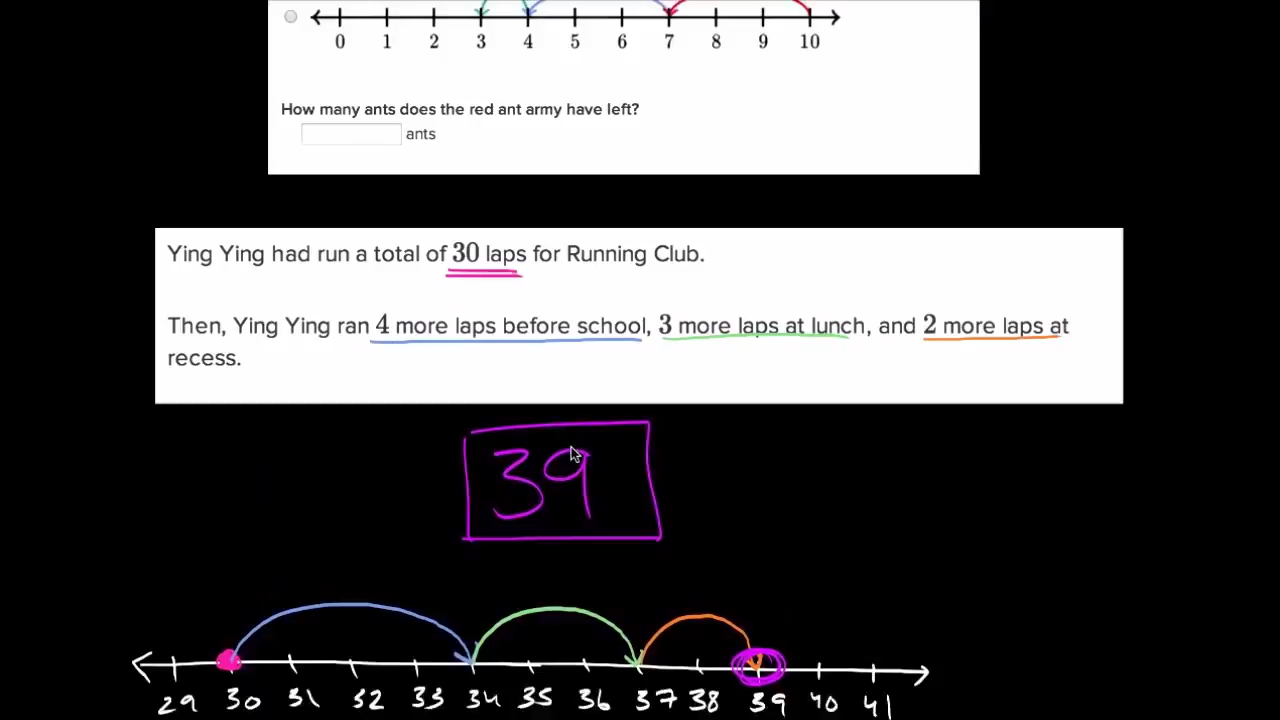 0 1 2 3 4 5 6 7 8 9 10
How many ants does the red ant army have left?
ants
Ying Ying had run a total of 30 laps for Running Club.
Then, Ying Ying ran 4 more laps before school, 3 more laps at lunch, and 2 more laps at
recess.
39
29 30 31 32 33 34 35 36 37 38 39 40 41